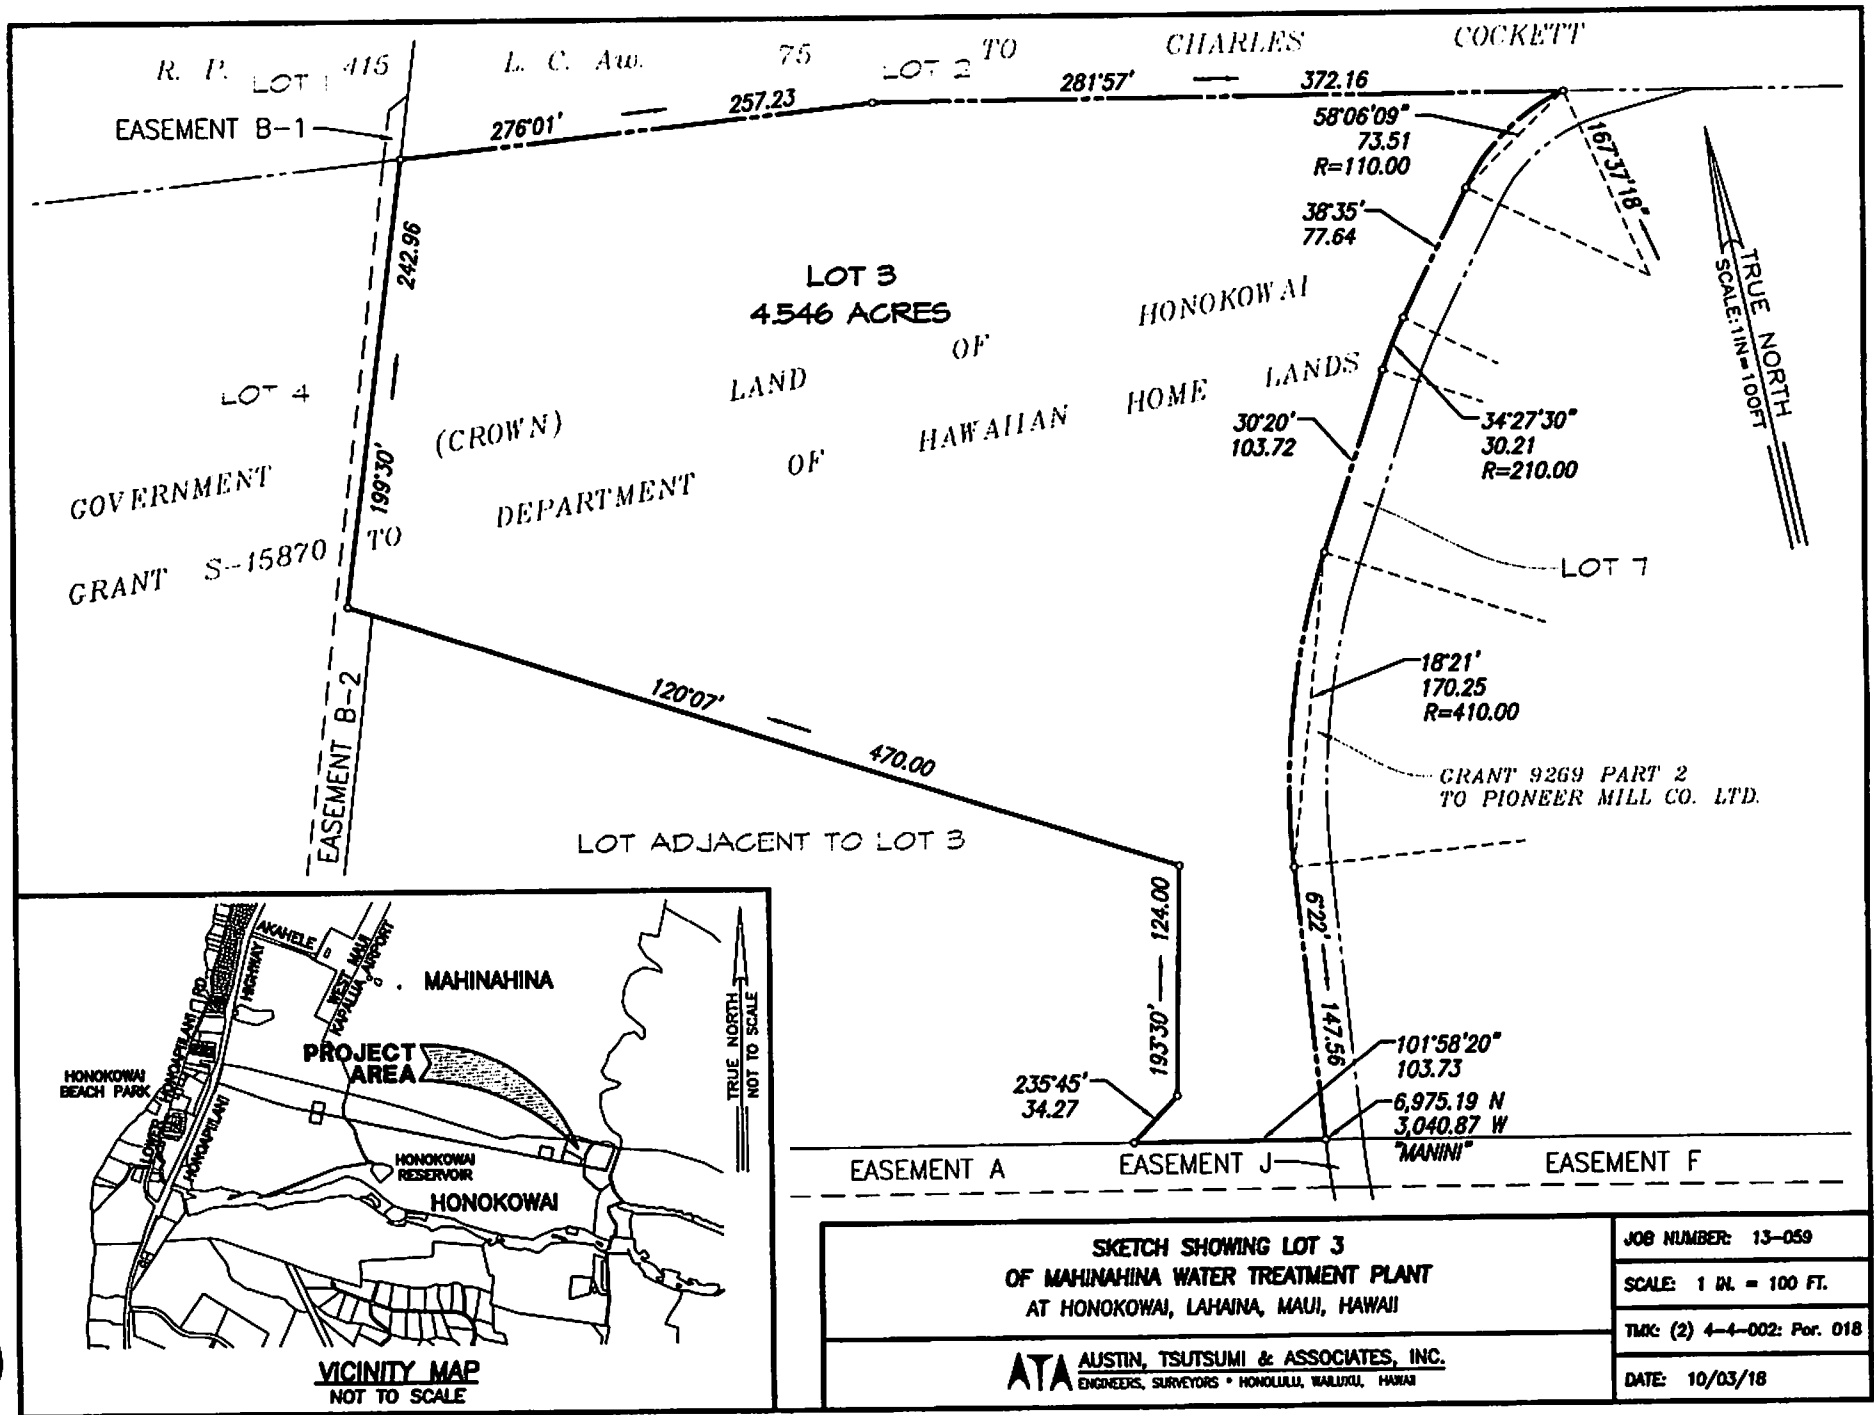 R. P. 415 L. C. Aw. 75 TO CHARLES COCKETT
LOT 1
LOT 2
EASEMENT B-1
276°01'
257.23
281°57'
372.16
58°06'09"
73.51
R=110.00
167°37'18"
38°35'
77.64
242.96
199°30'
LOT 3
4.546 ACRES
TRUE NORTH
SCALE:1IN=100FT
LOT 4
GOVERNMENT (CROWN) LAND OF HONOKOWAI
GRANT S-15870 TO DEPARTMENT OF HAWAIIAN HOME LANDS
30°20'
103.72
34°27'30"
30.21
R=210.00
LOT 7
18°21'
170.25
R=410.00
GRANT 9269 PART 2
TO PIONEER MILL CO. LTD.
EASEMENT B-2
120°07'
470.00
LOT ADJACENT TO LOT 3
193°30'
124.00
6°22'
147.56
235°45'
34.27
101°58'20"
103.73
6,975.19 N
3,040.87 W
"MANINI"
EASEMENT A
EASEMENT J
EASEMENT F
AKAHELE
WEST MAUI
KAPALUA AIRPORT
MAHINAHINA
HIGHWAY
HONOAPIILANI
LOWER HONOAPIILANI RD
PROJECT
AREA
HONOKOWAI
BEACH PARK
HONOKOWAI
RESERVOIR
HONOKOWAI
TRUE NORTH
NOT TO SCALE
VICINITY MAP
NOT TO SCALE
SKETCH SHOWING LOT 3
OF MAHINAHINA WATER TREATMENT PLANT
AT HONOKOWAI, LAHAINA, MAUI, HAWAII
ATA AUSTIN, TSUTSUMI & ASSOCIATES, INC.
ENGINEERS, SURVEYORS • HONOLULU, WAILUKU, HAWAII
JOB NUMBER: 13-059
SCALE: 1 IN. = 100 FT.
TMK: (2) 4-4-002: Por. 018
DATE: 10/03/18